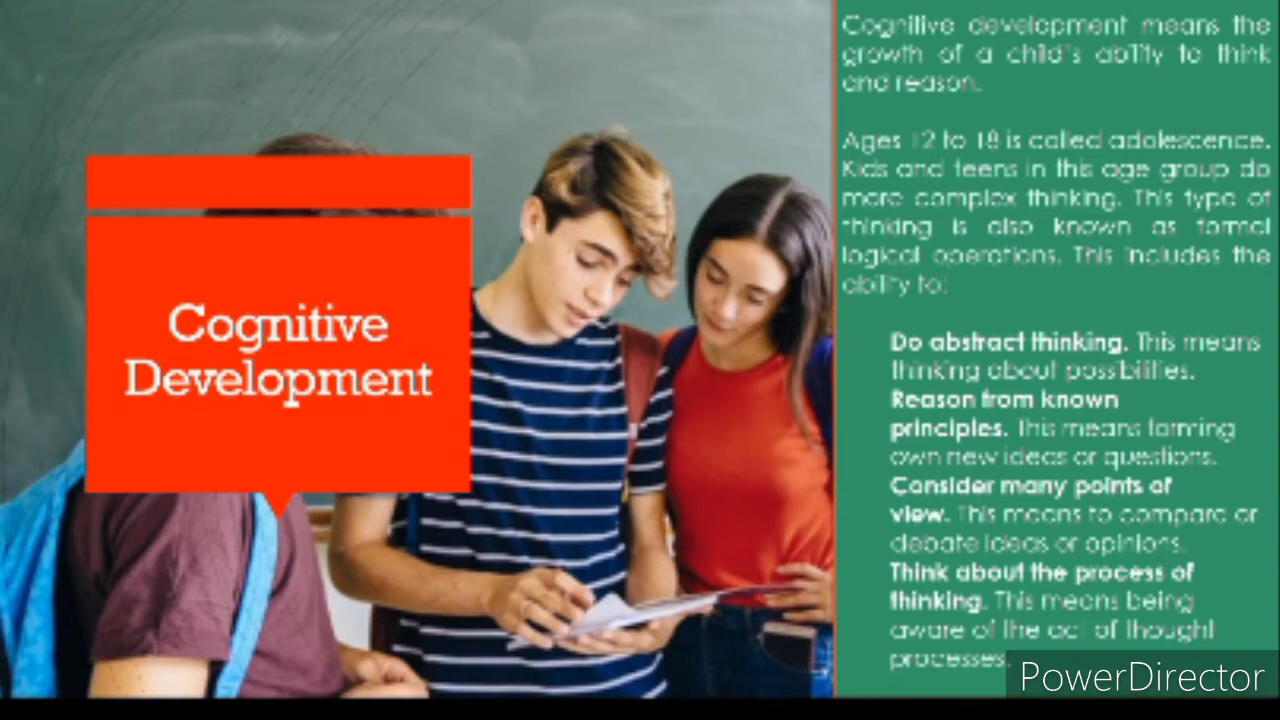 Cognitive
Development
Cognitive development means the
growth of a child's ability to think
and reason.
Ages 12 to 18 is called adolescence.
Kids and teens in this age group do
more complex thinking. This type of
thinking is also known as formal
logical operations. This includes the
ability to:
Do abstract thinking. This means
thinking about possibilities.
Reason from known
principles. This means forming
own new ideas or questions.
Consider many points of
view. This means to compare or
debate ideas or opinions.
Think about the process of
thinking. This means being
aware of the act of thought
processes.
PowerDirector